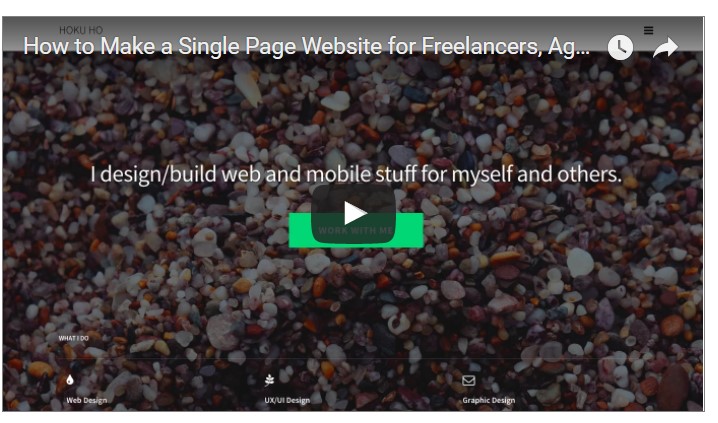 HOKU HO
How to Make a Single Page Website for Freelancers, Ag...
I design/build web and mobile stuff for myself and others.
WORK WITH ME
WHAT I DO
Web Design
UX/UI Design
Graphic Design